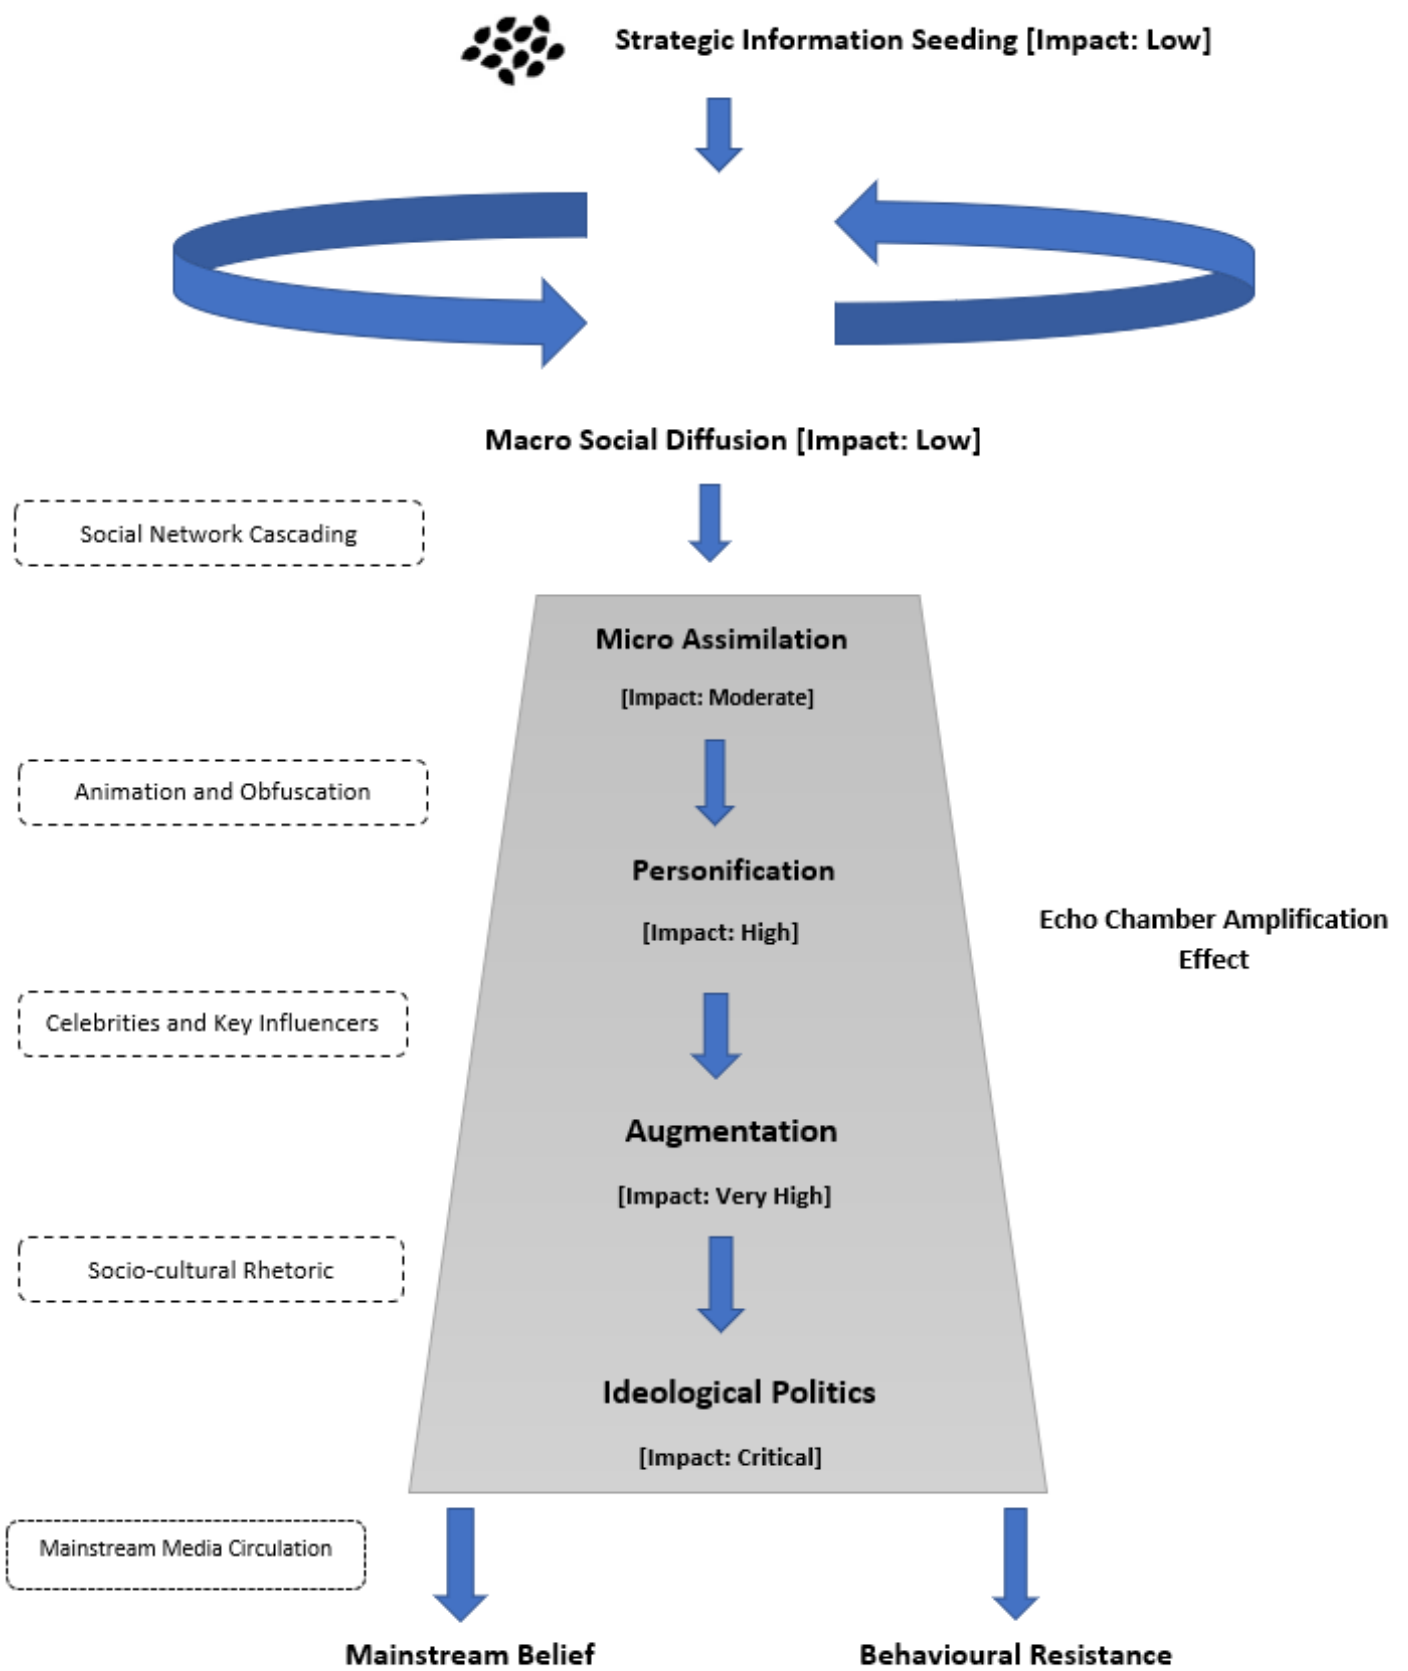 Strategic Information Seeding [Impact: Low]
Macro Social Diffusion [Impact: Low]
Social Network Cascading
Micro Assimilation
[Impact: Moderate]
Animation and Obfuscation
Personification
[Impact: High]
Echo Chamber Amplification
Effect
Celebrities and Key Influencers
Augmentation
[Impact: Very High]
Socio-cultural Rhetoric
Ideological Politics
[Impact: Critical]
Mainstream Media Circulation
Mainstream Belief
Behavioural Resistance